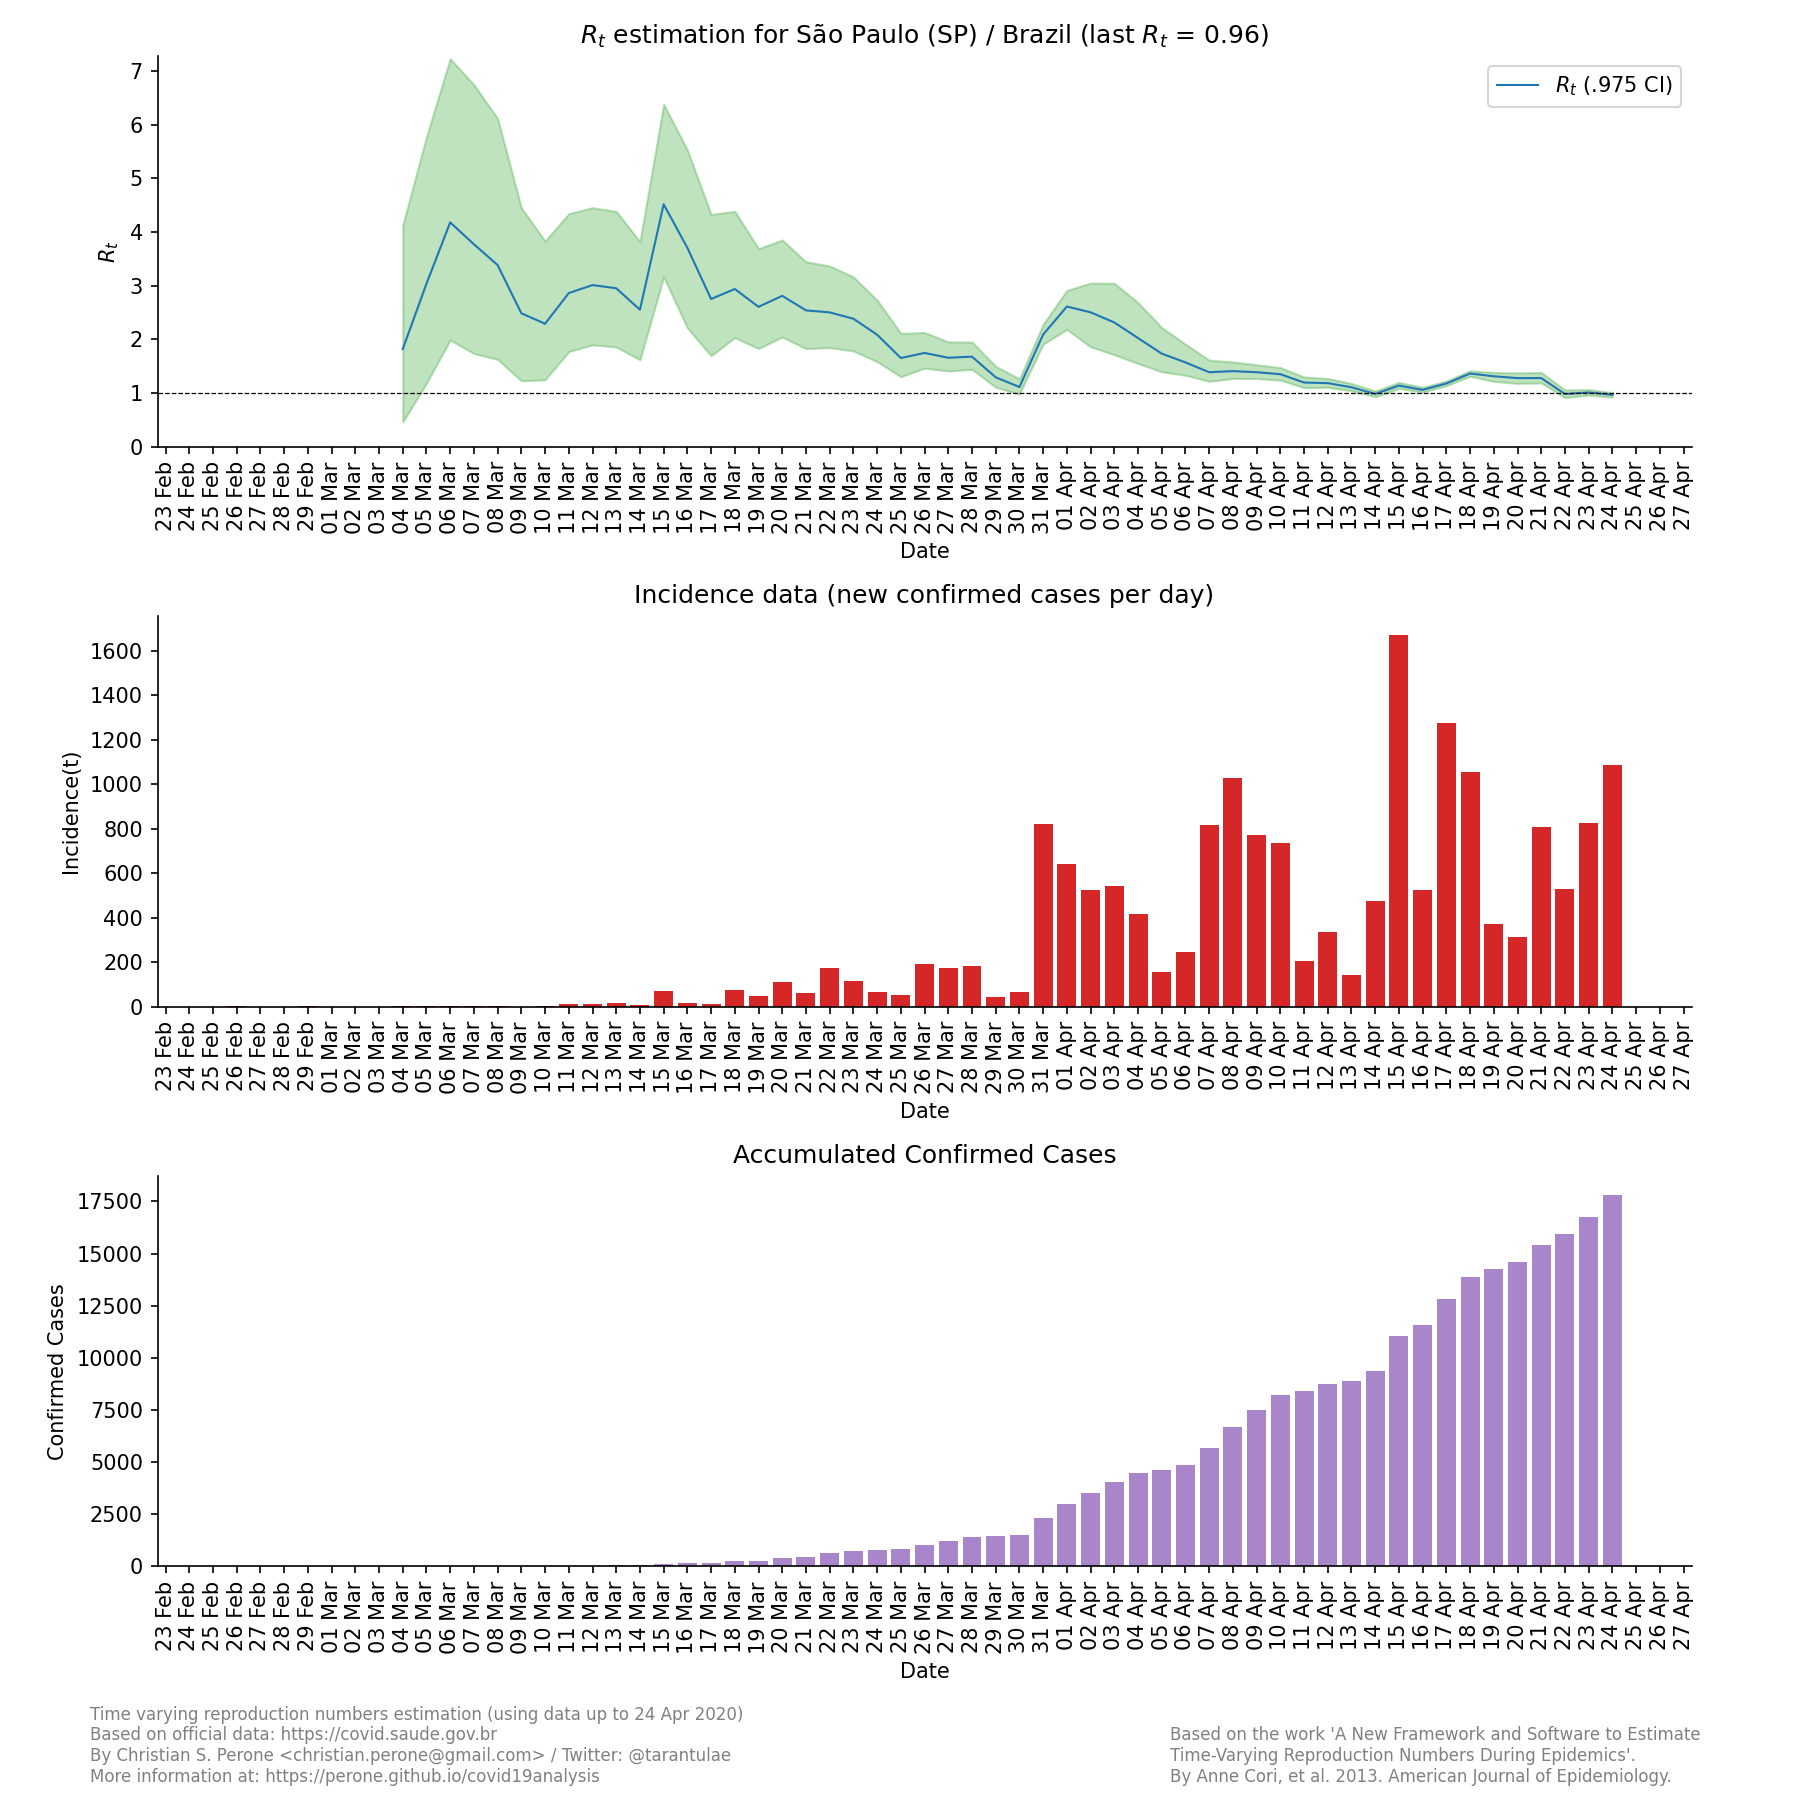 Rt estimation for São Paulo (SP) / Brazil (last Rt = 0.96)
7
6
5
4
3
2
1
0
Rt
Rt (.975 CI)
23 Feb 24 Feb 25 Feb 26 Feb 27 Feb 28 Feb 29 Feb 01 Mar 02 Mar 03 Mar 04 Mar 05 Mar 06 Mar 07 Mar 08 Mar 09 Mar 10 Mar 11 Mar 12 Mar 13 Mar 14 Mar 15 Mar 16 Mar 17 Mar 18 Mar 19 Mar 20 Mar 21 Mar 22 Mar 23 Mar 24 Mar 25 Mar 26 Mar 27 Mar 28 Mar 29 Mar 30 Mar 31 Mar 01 Apr 02 Apr 03 Apr 04 Apr 05 Apr 06 Apr 07 Apr 08 Apr 09 Apr 10 Apr 11 Apr 12 Apr 13 Apr 14 Apr 15 Apr 16 Apr 17 Apr 18 Apr 19 Apr 20 Apr 21 Apr 22 Apr 23 Apr 24 Apr 25 Apr 26 Apr 27 Apr
Date
Incidence data (new confirmed cases per day)
1600
1400
1200
1000
800
600
400
200
0
Incidence(t)
23 Feb 24 Feb 25 Feb 26 Feb 27 Feb 28 Feb 29 Feb 01 Mar 02 Mar 03 Mar 04 Mar 05 Mar 06 Mar 07 Mar 08 Mar 09 Mar 10 Mar 11 Mar 12 Mar 13 Mar 14 Mar 15 Mar 16 Mar 17 Mar 18 Mar 19 Mar 20 Mar 21 Mar 22 Mar 23 Mar 24 Mar 25 Mar 26 Mar 27 Mar 28 Mar 29 Mar 30 Mar 31 Mar 01 Apr 02 Apr 03 Apr 04 Apr 05 Apr 06 Apr 07 Apr 08 Apr 09 Apr 10 Apr 11 Apr 12 Apr 13 Apr 14 Apr 15 Apr 16 Apr 17 Apr 18 Apr 19 Apr 20 Apr 21 Apr 22 Apr 23 Apr 24 Apr 25 Apr 26 Apr 27 Apr
Date
Accumulated Confirmed Cases
17500
15000
12500
10000
7500
5000
2500
0
Confirmed Cases
23 Feb 24 Feb 25 Feb 26 Feb 27 Feb 28 Feb 29 Feb 01 Mar 02 Mar 03 Mar 04 Mar 05 Mar 06 Mar 07 Mar 08 Mar 09 Mar 10 Mar 11 Mar 12 Mar 13 Mar 14 Mar 15 Mar 16 Mar 17 Mar 18 Mar 19 Mar 20 Mar 21 Mar 22 Mar 23 Mar 24 Mar 25 Mar 26 Mar 27 Mar 28 Mar 29 Mar 30 Mar 31 Mar 01 Apr 02 Apr 03 Apr 04 Apr 05 Apr 06 Apr 07 Apr 08 Apr 09 Apr 10 Apr 11 Apr 12 Apr 13 Apr 14 Apr 15 Apr 16 Apr 17 Apr 18 Apr 19 Apr 20 Apr 21 Apr 22 Apr 23 Apr 24 Apr 25 Apr 26 Apr 27 Apr
Date
Time varying reproduction numbers estimation (using data up to 24 Apr 2020)
Based on official data: https://covid.saude.gov.br
By Christian S. Perone <christian.perone@gmail.com> / Twitter: @tarantulae
More information at: https://perone.github.io/covid19analysis
Based on the work 'A New Framework and Software to Estimate
Time-Varying Reproduction Numbers During Epidemics'.
By Anne Cori, et al. 2013. American Journal of Epidemiology.